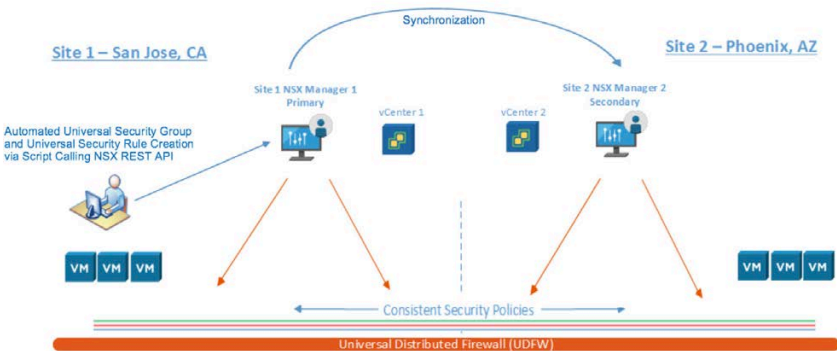 Synchronization
Site 1 – San Jose, CA
Site 2 – Phoenix, AZ
Site 1 NSX Manager 1
Primary
vCenter 1
vCenter 2
Site 2 NSX Manager 2
Secondary
Automated Universal Security Group
and Universal Security Rule Creation
via Script Calling NSX REST API
VM VM VM
VM VM VM
Consistent Security Policies
Universal Distributed Firewall (UDFW)